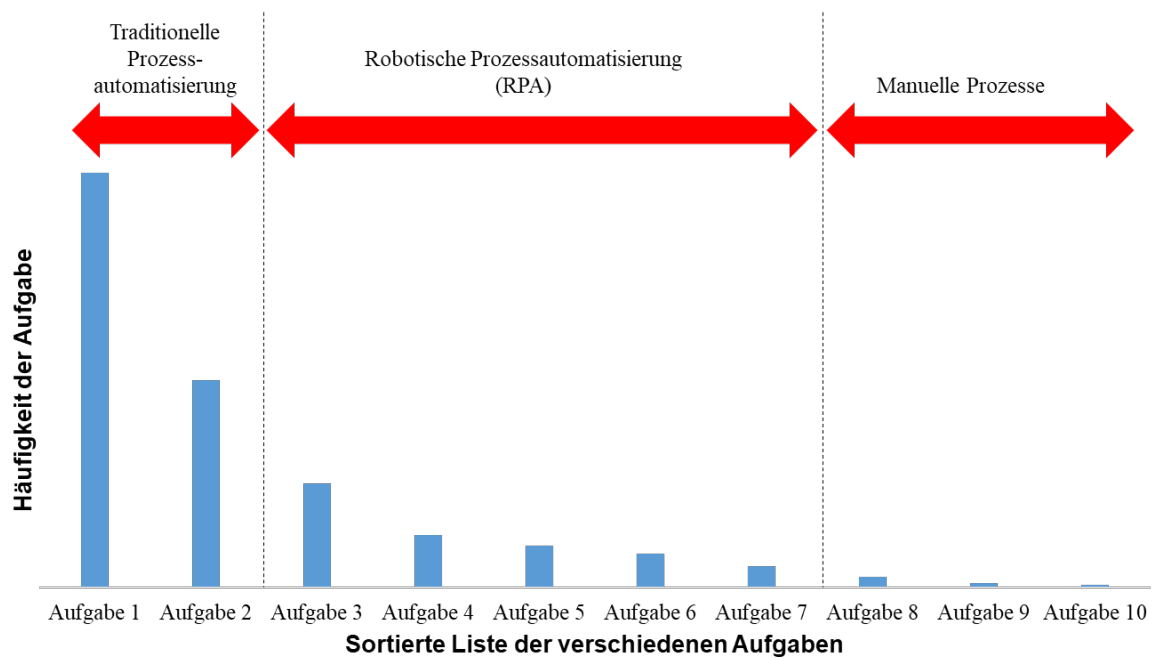 Traditionelle
Prozess-
automatisierung
Robotische Prozessautomatisierung
(RPA)
Manuelle Prozesse
Häufigkeit der Aufgabe
Aufgabe 1
Aufgabe 2
Aufgabe 3
Aufgabe 4
Aufgabe 5
Aufgabe 6
Aufgabe 7
Aufgabe 8
Aufgabe 9
Aufgabe 10
Sortierte Liste der verschiedenen Aufgaben